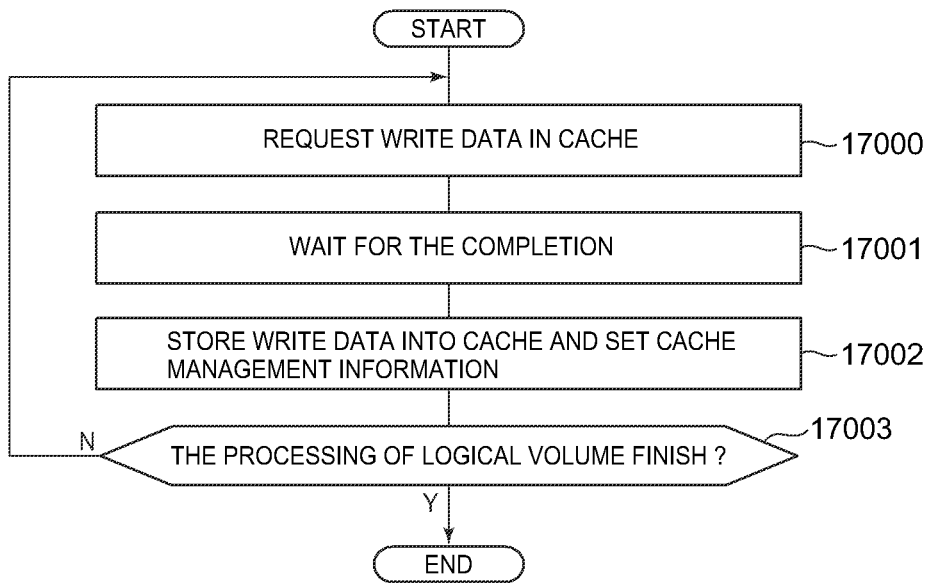 START
REQUEST WRITE DATA IN CACHE
17000
WAIT FOR THE COMPLETION
17001
STORE WRITE DATA INTO CACHE AND SET CACHE
MANAGEMENT INFORMATION
17002
17003
N
THE PROCESSING OF LOGICAL VOLUME FINISH ?
Y
END